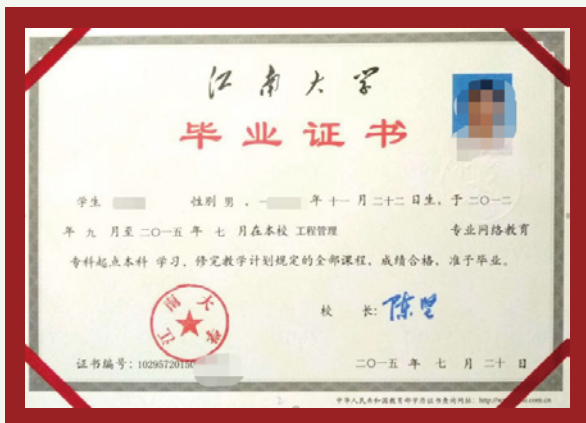 江南大学
毕业证书
学生 性别 男 ，一 年 十一 月 二十二 日生，于 二〇一二
年 九 月至 二〇一五 年 七 月在本校 工程管理 专业网络教育
专科起点本科 学习，修完教学计划规定的全部课程，成绩合格，准予毕业。
江南大学
校 长：陈坚
证书编号：10295720150
二〇一五 年 七 月 二十 日
中华人民共和国教育部学历证书查询网址：http://www. .com.cn